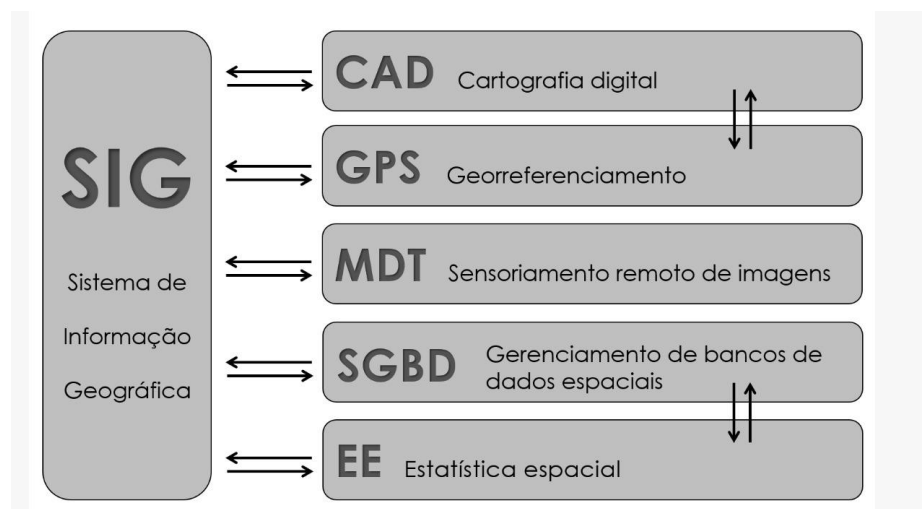 SIG
Sistema de
Informação
Geográfica
CAD Cartografia digital
GPS Georreferenciamento
MDT Sensoriamento remoto de imagens
SGBD Gerenciamento de bancos de
dados espaciais
EE Estatística espacial